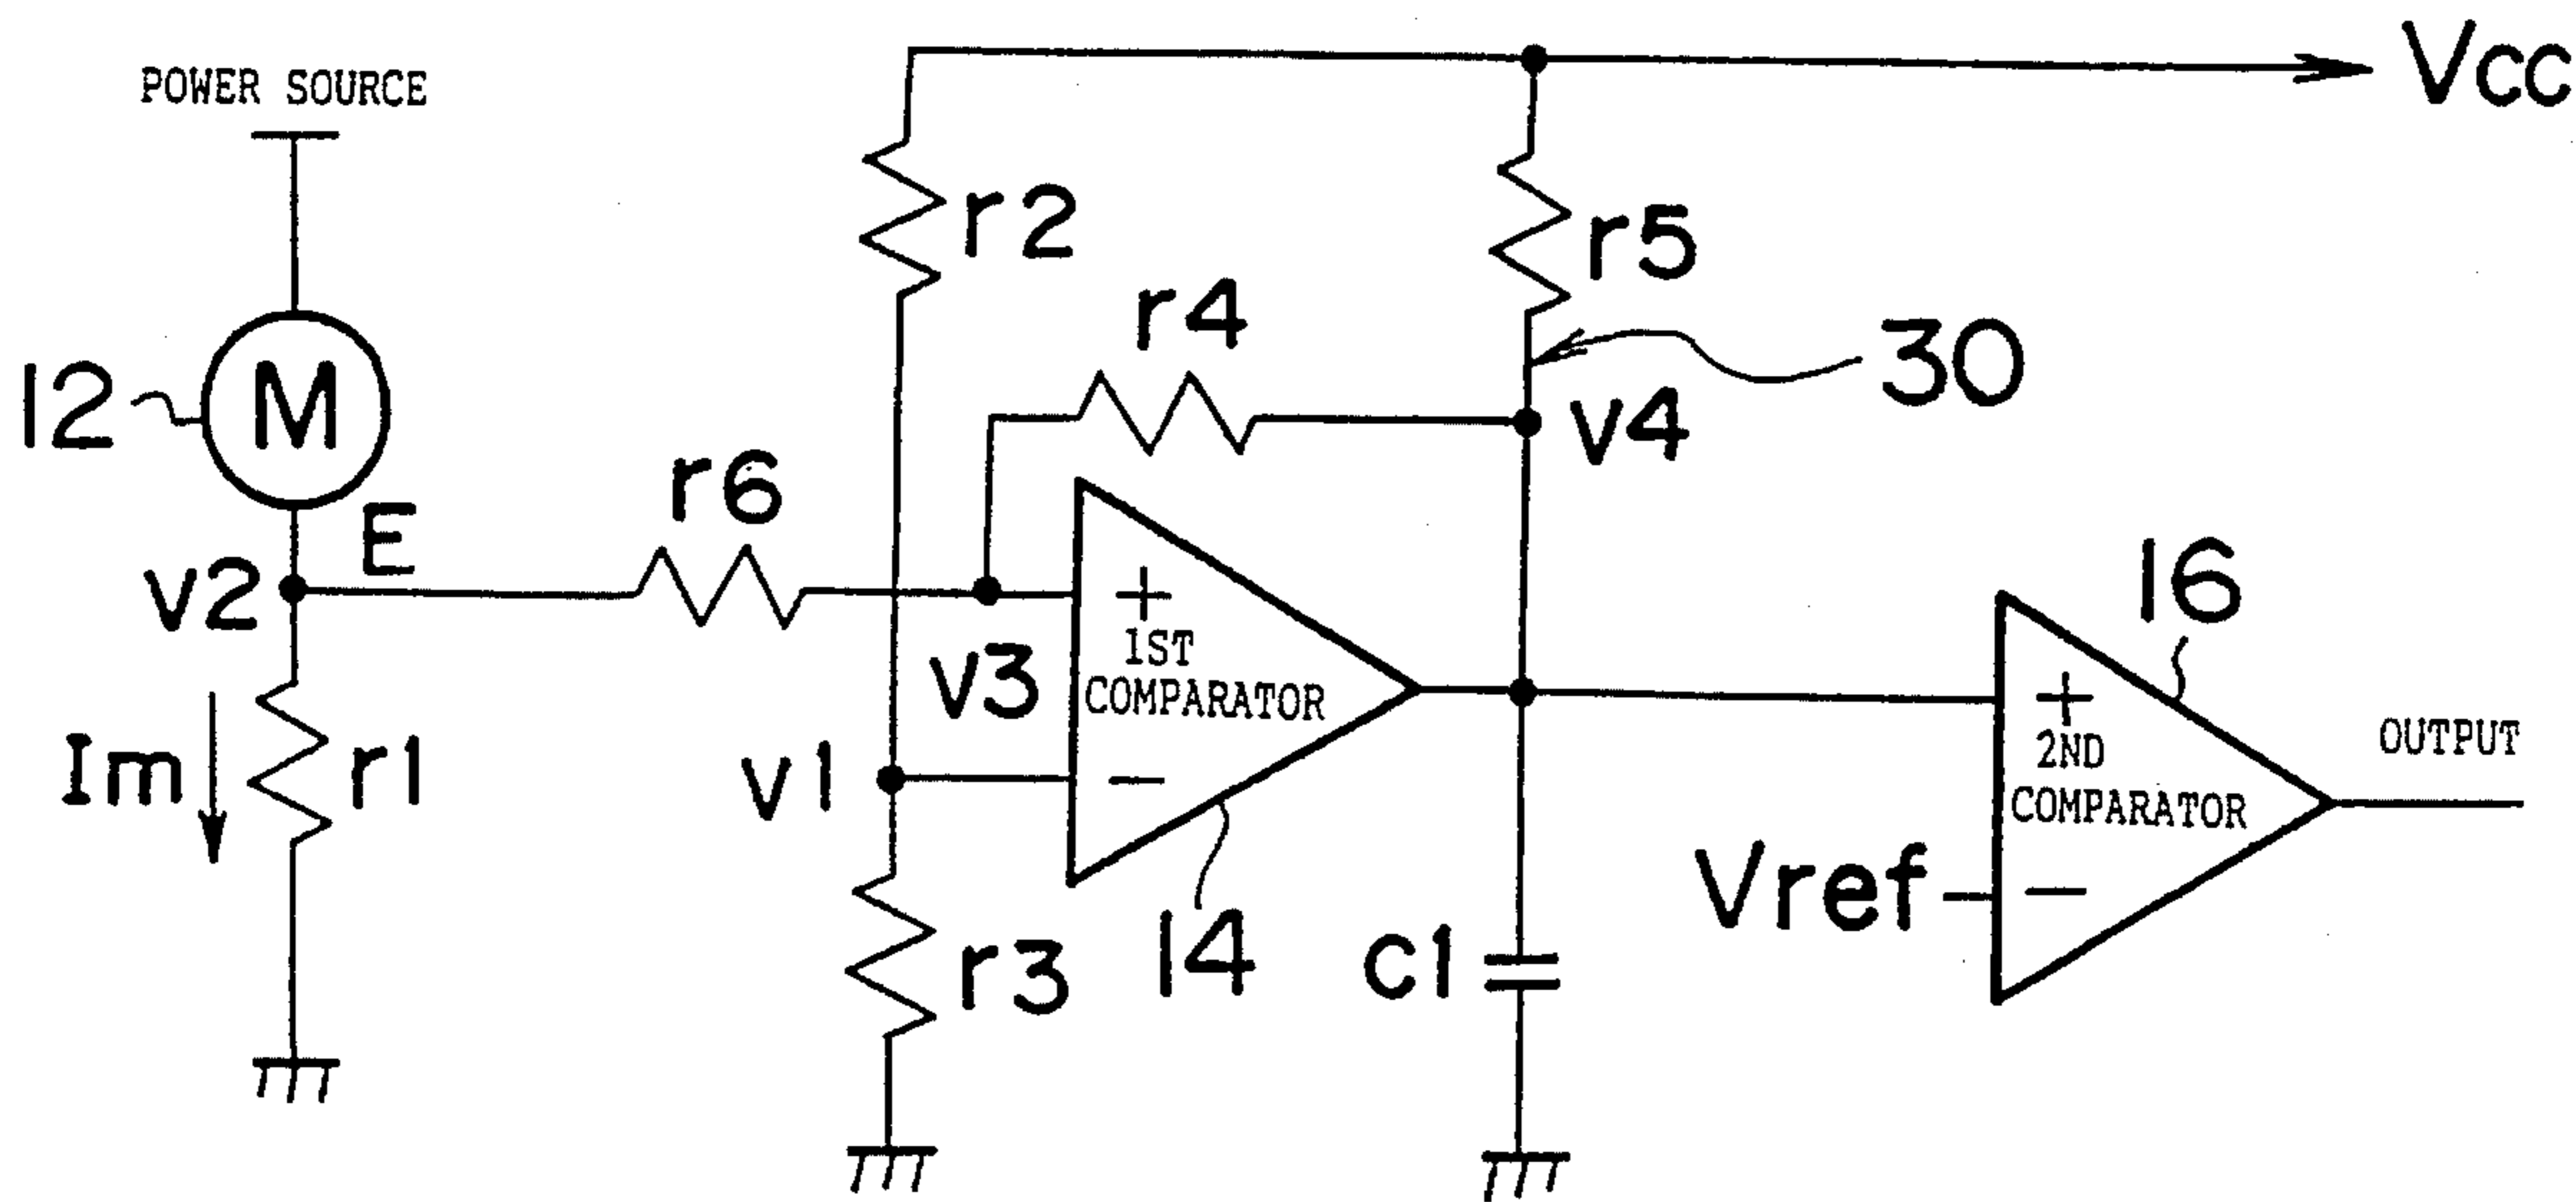 POWER SOURCE
Vcc
r2
r5
r4
30
12
M
v4
r6
E
v2
+
1ST
COMPARATOR
v3
16
+
2ND
COMPARATOR
OUTPUT
Im
r1
v1
−
Vref
−
r3
14
c1